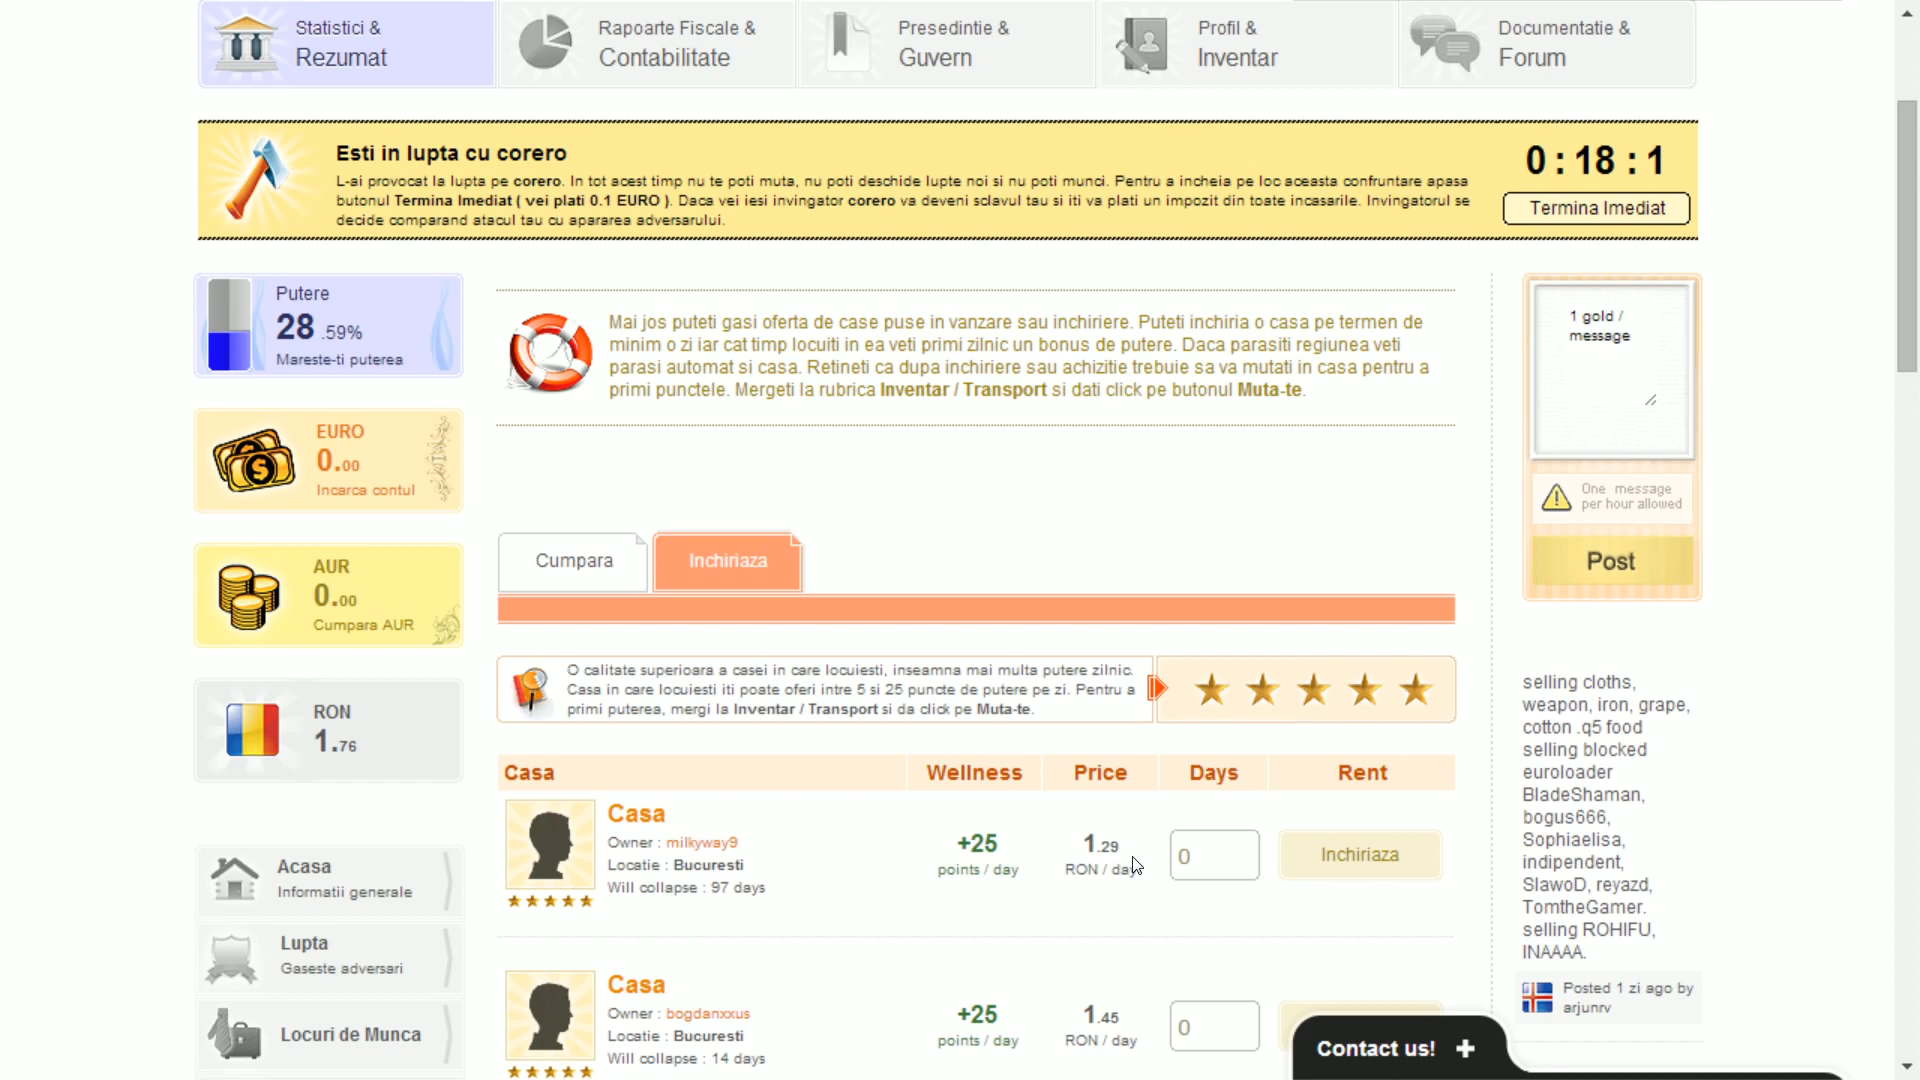 Statistici &
Rezumat
Rapoarte Fiscale &
Contabilitate
Presedintie &
Guvern
Profil &
Inventar
Documentatie &
Forum
Esti in lupta cu corero
L-ai provocat la lupta pe corero. In tot acest timp nu te poti muta, nu poti deschide lupte noi si nu poti munci. Pentru a incheia pe loc aceasta confruntare apasa
butonul Termina Imediat ( vei plati 0.1 EURO ). Daca vei iesi invingator corero va deveni sclavul tau si iti va plati un impozit din toate incasarile. Invingatorul se
decide comparand atacul tau cu apararea adversarului.
0 : 18 : 1
Termina Imediat
Putere
28 .59%
Mareste-ti puterea
EURO
0.00
Incarca contul
AUR
0.00
Cumpara AUR
RON
1.76
Acasa
Informatii generale
Lupta
Gaseste adversari
Locuri de Munca
Mai jos puteti gasi oferta de case puse in vanzare sau inchiriere. Puteti inchiria o casa pe termen de
minim o zi iar cat timp locuiti in ea veti primi zilnic un bonus de putere. Daca parasiti regiunea veti
parasi automat si casa. Retineti ca dupa inchiriere sau achizitie trebuie sa va mutati in casa pentru a
primi punctele. Mergeti la rubrica Inventar / Transport si dati click pe butonul Muta-te.
Cumpara
Inchiriaza
O calitate superioara a casei in care locuiesti, inseamna mai multa putere zilnic.
Casa in care locuiesti iti poate oferi intre 5 si 25 puncte de putere pe zi. Pentru a
primi puterea, mergi la Inventar / Transport si da click pe Muta-te.
Casa Wellness Price Days Rent
Casa
Owner : milkyway9
Locatie : Bucuresti
Will collapse : 97 days
+25
points / day
1.29
RON / day
0
Inchiriaza
Casa
Owner : bogdanxxus
Locatie : Bucuresti
Will collapse : 14 days
+25
points / day
1.45
RON / day
0
1 gold /
message
One message
per hour allowed
Post
selling cloths,
weapon, iron, grape,
cotton .q5 food
selling blocked
euroloader
BladeShaman,
bogus666,
Sophiaelisa,
indipendent,
SlawoD, reyazd,
TomtheGamer.
selling ROHIFU,
INAAAA.
Posted 1 zi ago by
arjunrv
Contact us! +